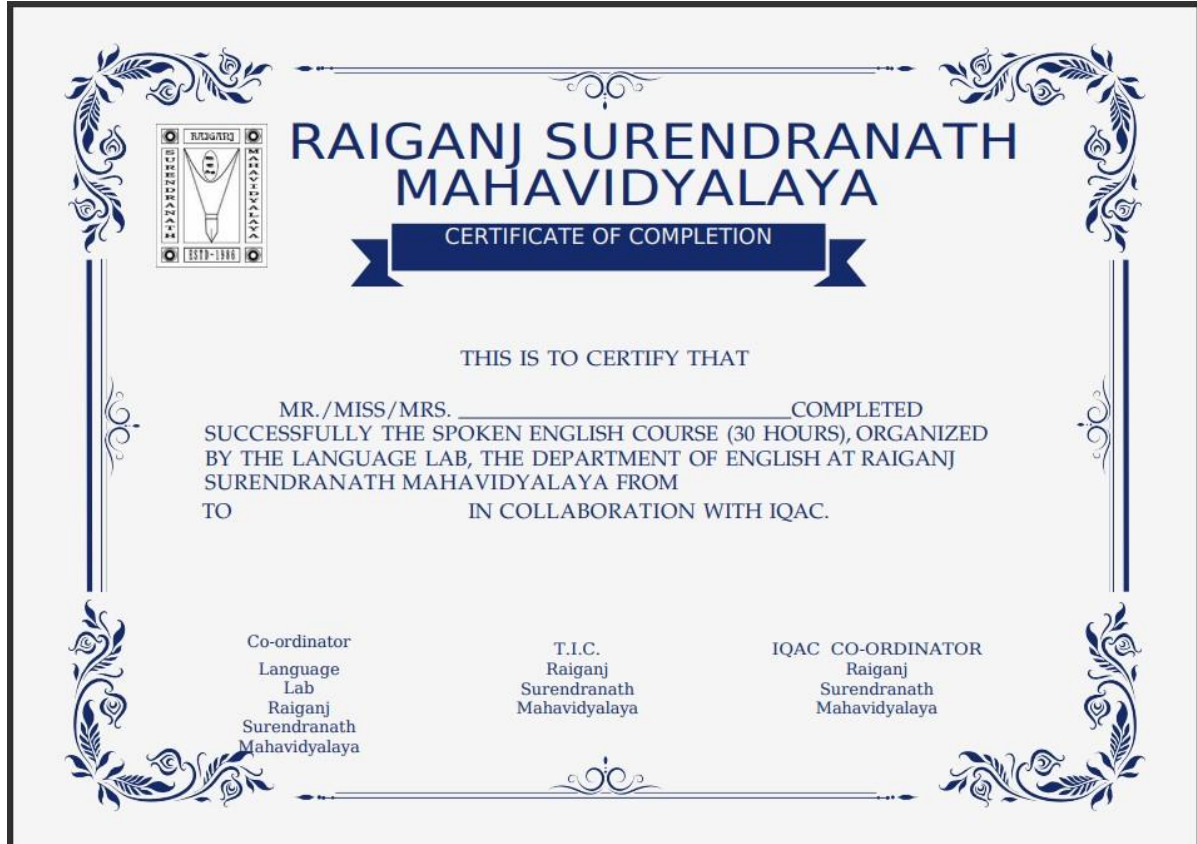 RAIGANJ
SURENDRANATH
MAHAVIDYALAYA
ESTD-1986
RAIGANJ SURENDRANATH
MAHAVIDYALAYA
CERTIFICATE OF COMPLETION
THIS IS TO CERTIFY THAT
MR./MISS/MRS. ______________________________COMPLETED
SUCCESSFULLY THE SPOKEN ENGLISH COURSE (30 HOURS), ORGANIZED
BY THE LANGUAGE LAB, THE DEPARTMENT OF ENGLISH AT RAIGANJ
SURENDRANATH MAHAVIDYALAYA FROM
TO IN COLLABORATION WITH IQAC.
Co-ordinator
Language
Lab
Raiganj
Surendranath
Mahavidyalaya
T.I.C.
Raiganj
Surendranath
Mahavidyalaya
IQAC CO-ORDINATOR
Raiganj
Surendranath
Mahavidyalaya